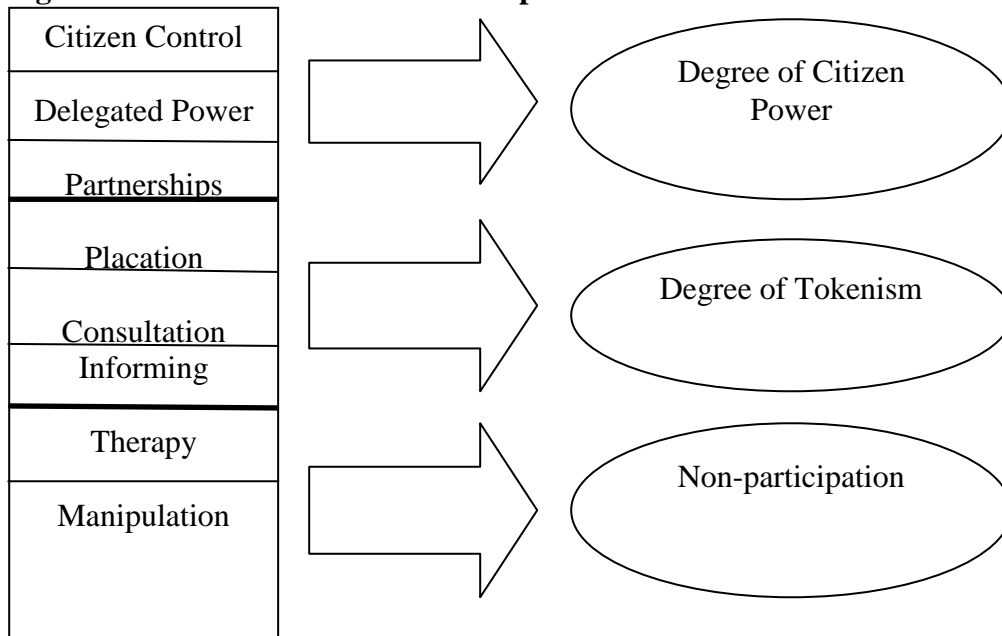 Citizen Control
Delegated Power
Partnerships
Placation
Consultation
Informing
Therapy
Manipulation
Degree of Citizen
Power
Degree of Tokenism
Non-participation